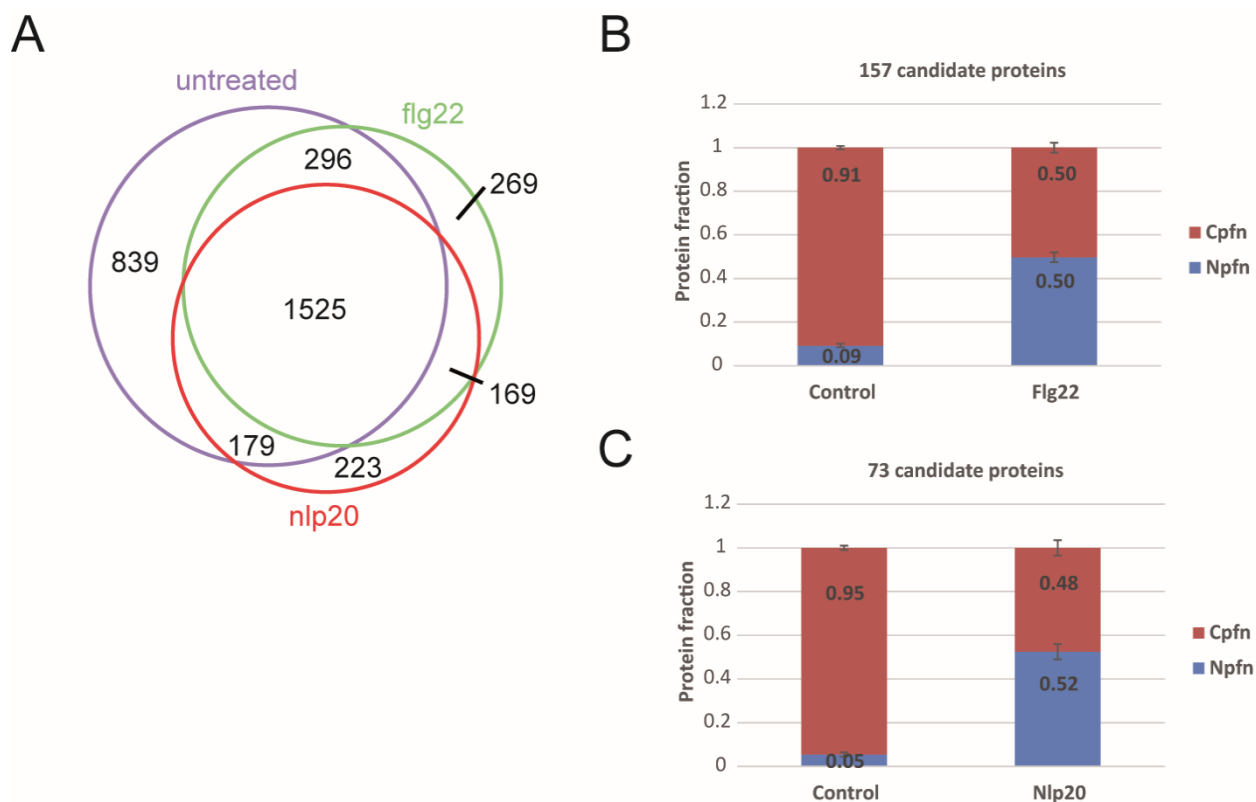 A
untreated
flg22
296
269
839
1525
169
179
223
nlp20
B
157 candidate proteins
1.2
1
0.8
0.6
0.4
0.2
0
Protein fraction
0.91
0.09
0.50
0.50
Control
Flg22
Cpfn
Npfn
C
73 candidate proteins
1.2
1
0.8
0.6
0.4
0.2
0
Protein fraction
0.95
0.05
0.48
0.52
Control
Nlp20
Cpfn
Npfn